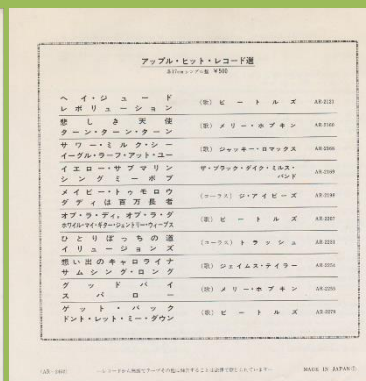 アップル・ヒット・レコード選
各17cmシングル盤 ¥500
ヘイ・ジュード
レボリューション
(歌) ビートルズ AR-2121
悲しき天使
ターン・ターン・ターン
(歌) メリー・ホプキン
サワー・ミルク・シー
イーグル・ラーフ・アット・ユー
(歌) ジャッキー・ロマックス
イエロー・サブマリン
シングミーボブ
ザ・ブラック・ダイク・ミルス・
バンド
メイビー・トゥモロウ
ダディは百万長者
(コーラス) ジ・アイビーズ
オブ・ラ・ディ,オブ・ラ・ダ
ホワイル・マイ・ギター・ジェントリー・ウィープス
(歌) ビートルズ AR-2207
ひとりぼっちの道
イリュージョンズ
(コーラス) トラッシュ
想い出のキャロライナ
サムシング・ロング
(歌) ジェイムス・テイラー
グッドバイ
スパロー
(歌) メリー・ホプキン
ゲット・バック
ドント・レット・ミー・ダウン
(歌) ビートルズ
MADE IN JAPAN